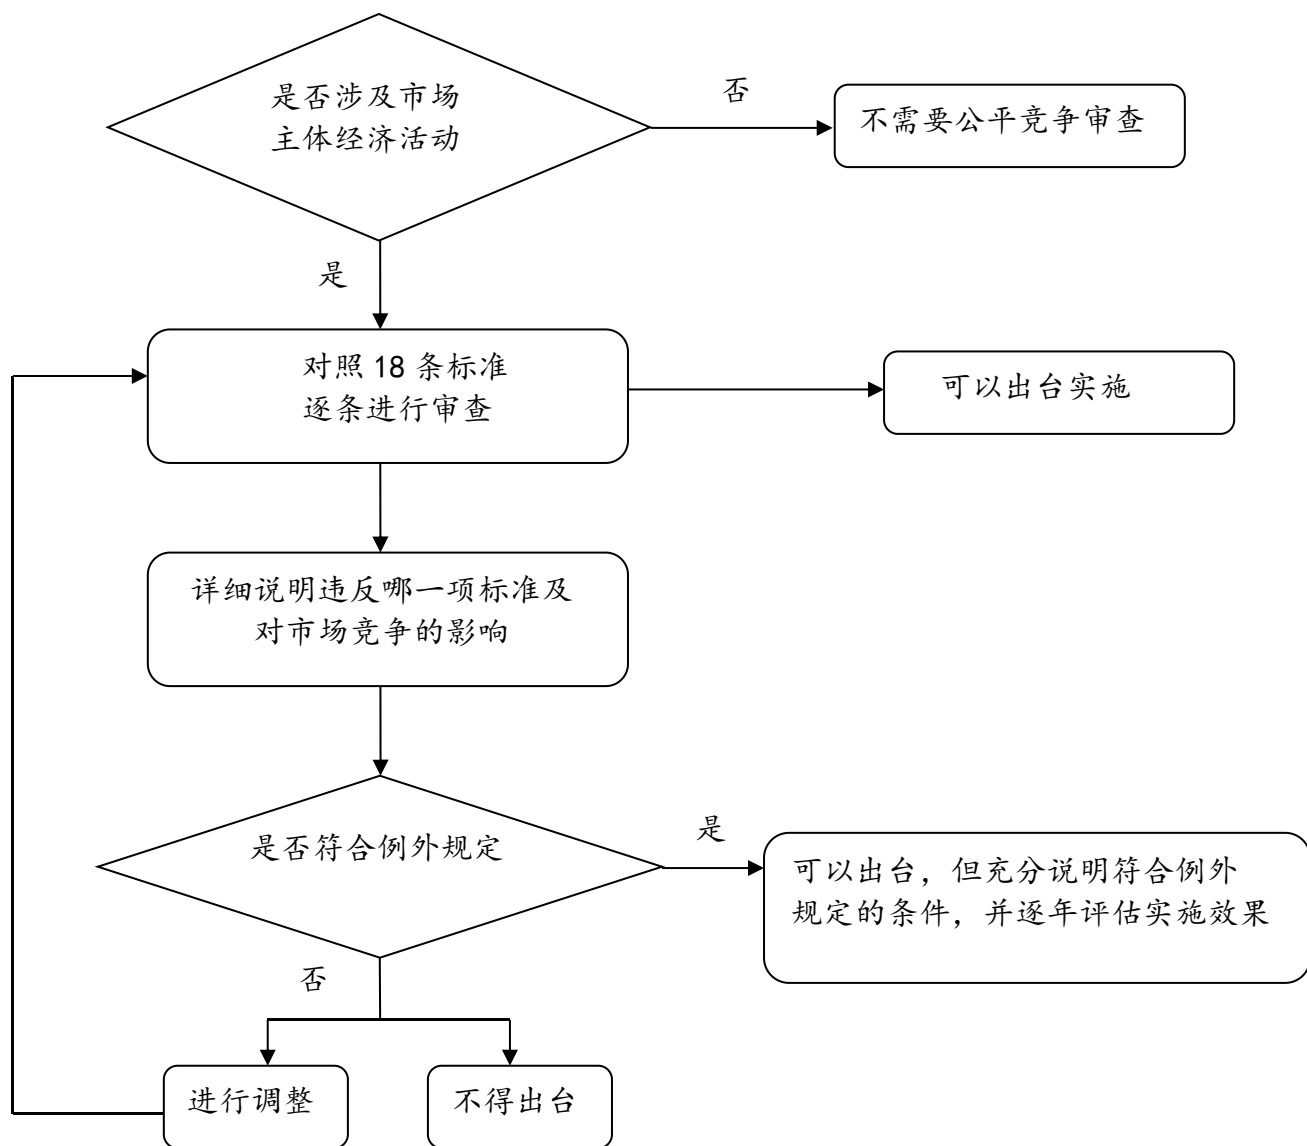 是否涉及市场
主体经济活动
否
不需要公平竞争审查
是
对照 18 条标准
逐条进行审查
可以出台实施
详细说明违反哪一项标准及
对市场竞争的影响
是否符合例外规定
是
可以出台，但充分说明符合例外
规定的条件，并逐年评估实施效果
否
进行调整
不得出台